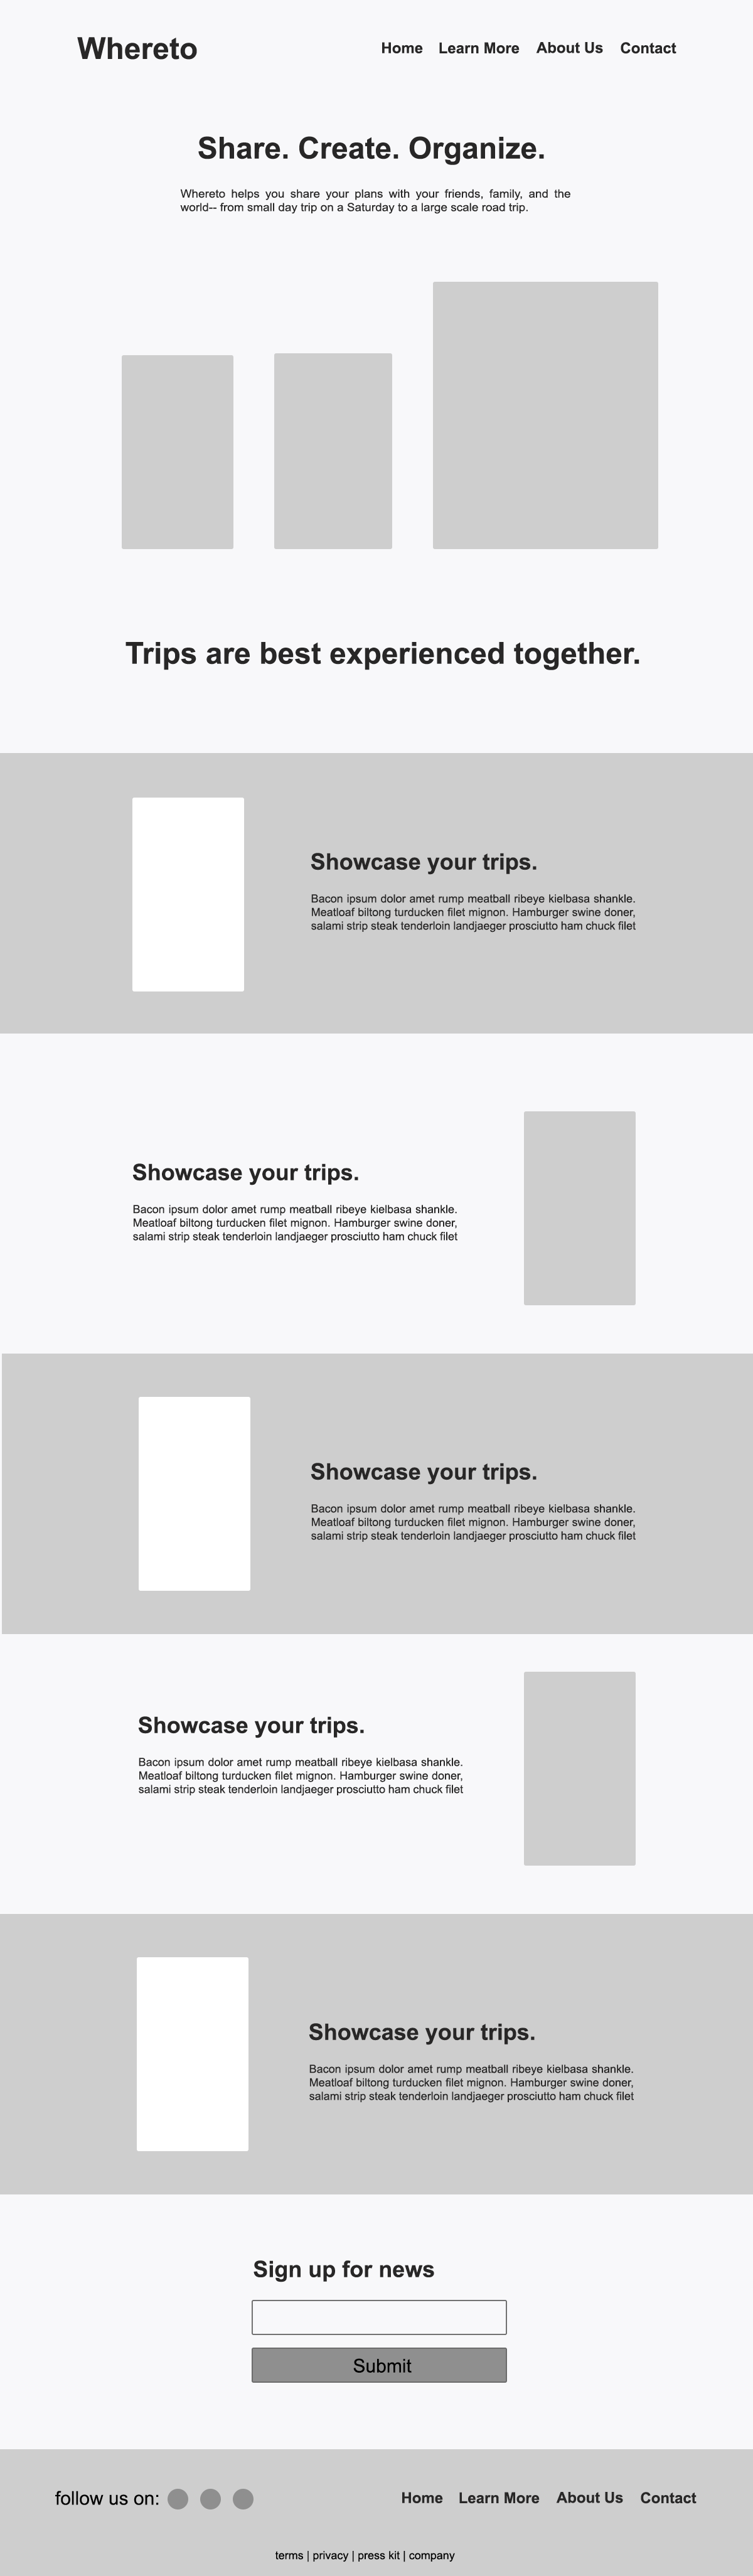 Whereto
Home Learn More About Us Contact
Share. Create. Organize.
Whereto helps you share your plans with your friends, family, and the
world-- from small day trip on a Saturday to a large scale road trip.
Trips are best experienced together.
Showcase your trips.
Bacon ipsum dolor amet rump meatball ribeye kielbasa shankle.
Meatloaf biltong turducken filet mignon. Hamburger swine doner,
salami strip steak tenderloin landjaeger prosciutto ham chuck filet
Showcase your trips.
Bacon ipsum dolor amet rump meatball ribeye kielbasa shankle.
Meatloaf biltong turducken filet mignon. Hamburger swine doner,
salami strip steak tenderloin landjaeger prosciutto ham chuck filet
Showcase your trips.
Bacon ipsum dolor amet rump meatball ribeye kielbasa shankle.
Meatloaf biltong turducken filet mignon. Hamburger swine doner,
salami strip steak tenderloin landjaeger prosciutto ham chuck filet
Showcase your trips.
Bacon ipsum dolor amet rump meatball ribeye kielbasa shankle.
Meatloaf biltong turducken filet mignon. Hamburger swine doner,
salami strip steak tenderloin landjaeger prosciutto ham chuck filet
Showcase your trips.
Bacon ipsum dolor amet rump meatball ribeye kielbasa shankle.
Meatloaf biltong turducken filet mignon. Hamburger swine doner,
salami strip steak tenderloin landjaeger prosciutto ham chuck filet
Sign up for news
Submit
follow us on:
Home Learn More About Us Contact
terms | privacy | press kit | company